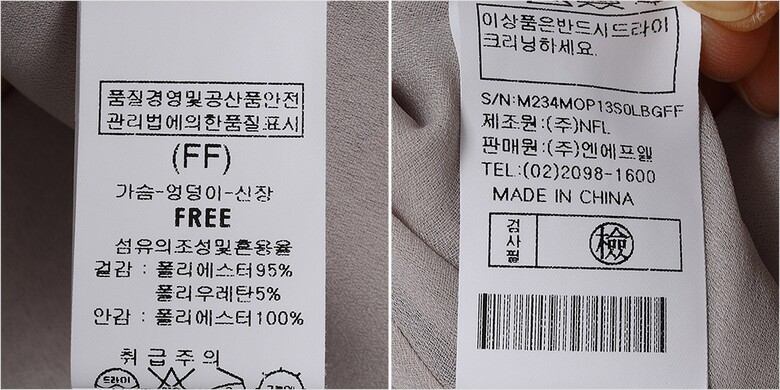 품질경영및공산품안전
관리법에의한품질표시
(FF)
가슴-엉덩이-신장
FREE
섬유의조성및혼용율
겉감 : 폴리에스터95%
폴리우레탄5%
안감 : 폴리에스터100%
취급주의
드라이
이상품은반드시드라이
크리닝하세요.
S/N:M234MOP13S0LBGFF
제조원:(주)NFL
판매원:(주)엔에프엘
TEL:(02)2098-1600
MADE IN CHINA
검사필
檢